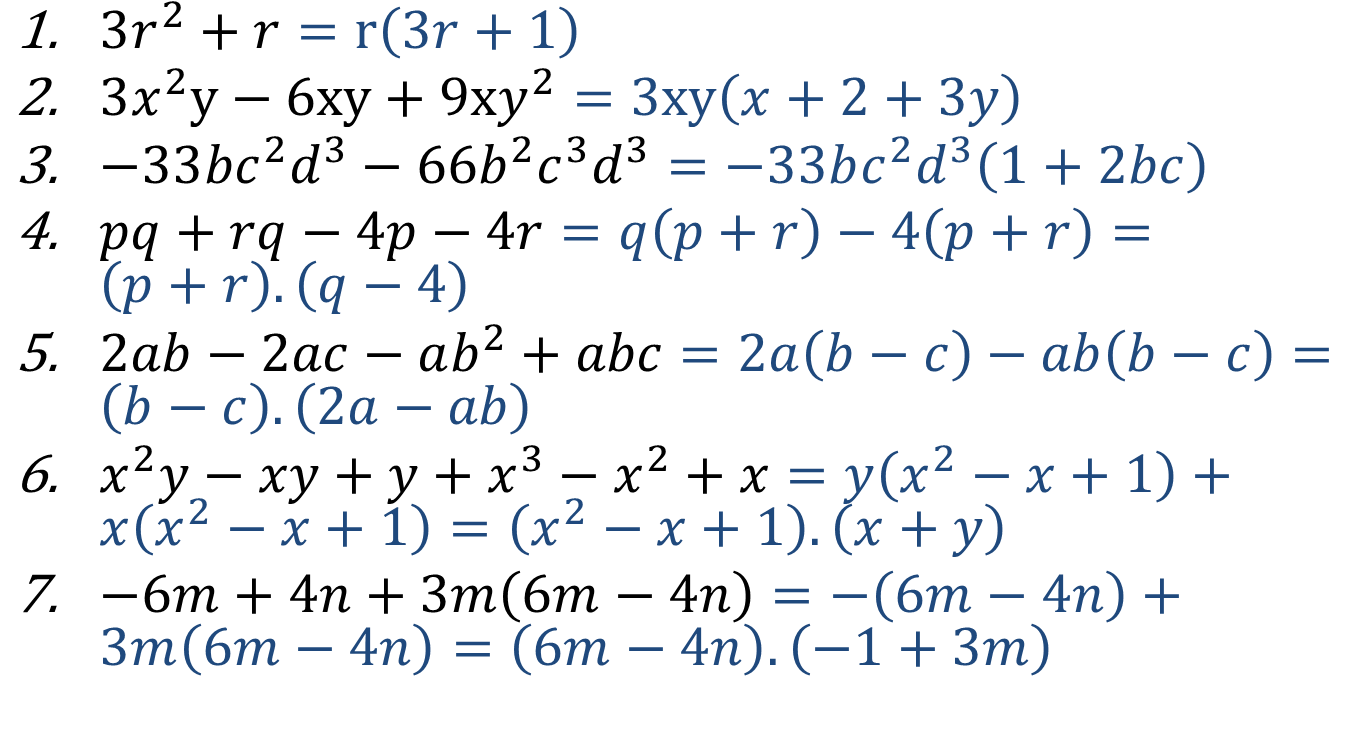 1. 3r² + r = r(3r + 1)
2. 3x²y − 6xy + 9xy² = 3xy(x + 2 + 3y)
3. −33bc²d³ − 66b²c³d³ = −33bc²d³(1 + 2bc)
4. pq + rq − 4p − 4r = q(p + r) − 4(p + r) =
(p + r). (q − 4)
5. 2ab − 2ac − ab² + abc = 2a(b − c) − ab(b − c) =
(b − c). (2a − ab)
6. x²y − xy + y + x³ − x² + x = y(x² − x + 1) +
x(x² − x + 1) = (x² − x + 1). (x + y)
7. −6m + 4n + 3m(6m − 4n) = −(6m − 4n) +
3m(6m − 4n) = (6m − 4n). (−1 + 3m)